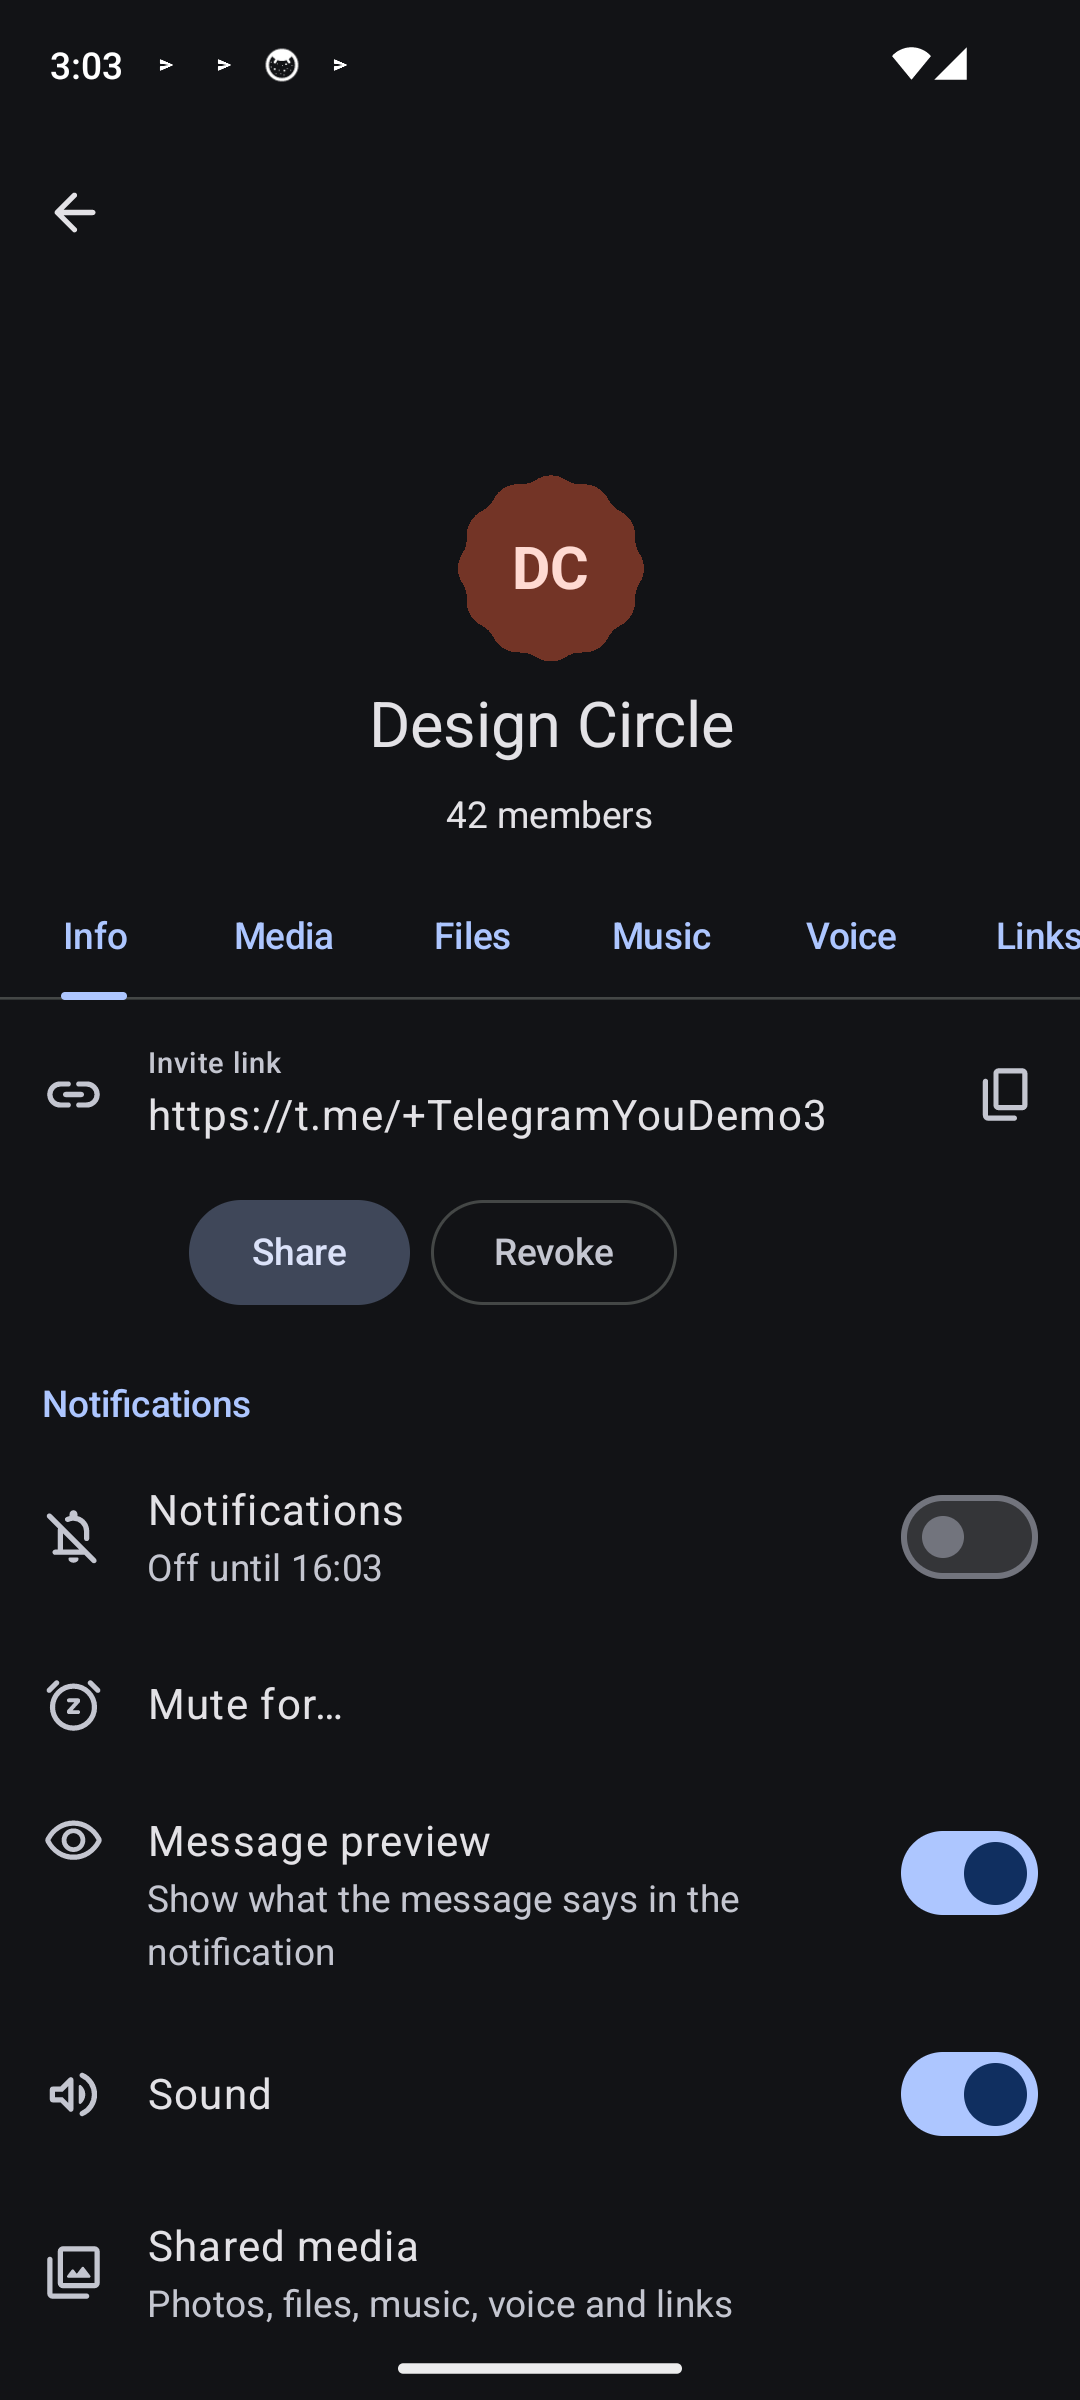 3:03
DC
Design Circle
42 members
Info Media Files Music Voice Links
Invite link
https://t.me/+TelegramYouDemo3
Share Revoke
Notifications
Notifications
Off until 16:03
Mute for...
Message preview
Show what the message says in the
notification
Sound
Shared media
Photos, files, music, voice and links